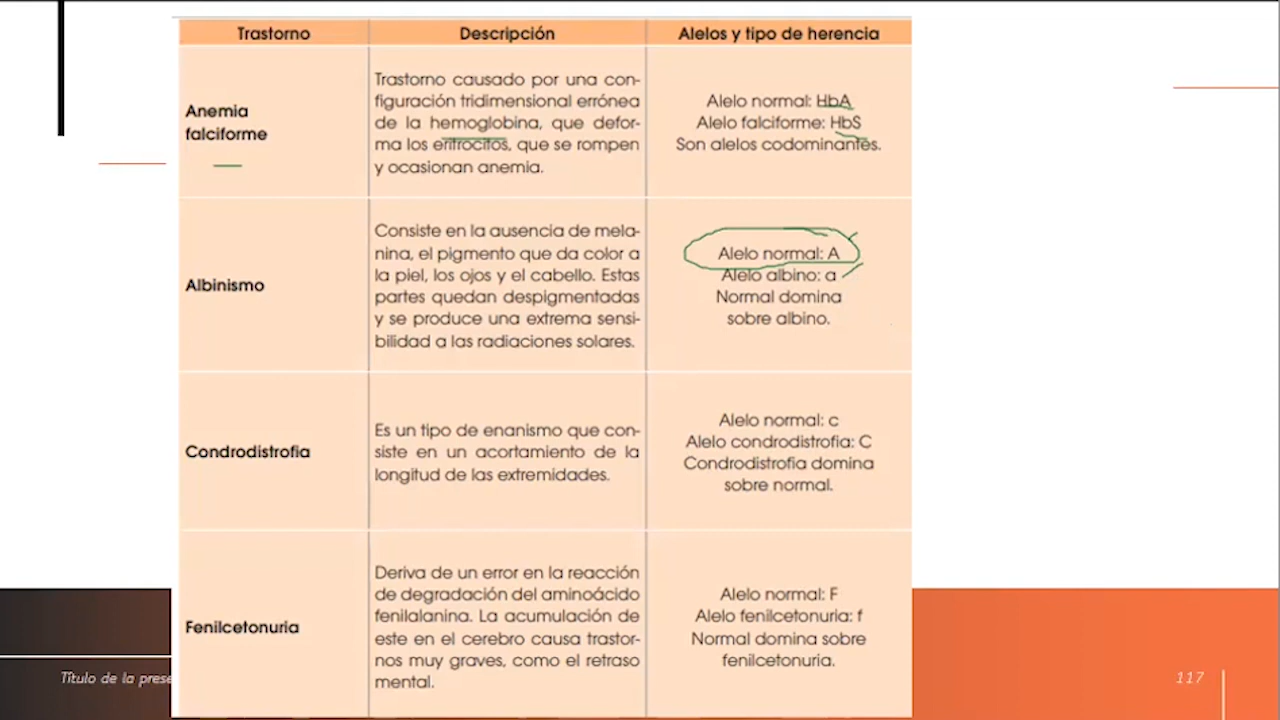 Trastorno
Descripción
Alelos y tipo de herencia
Anemia
falciforme
Trastorno causado por una con-
figuración tridimensional errónea
de la hemoglobina, que defor-
ma los eritrocitos, que se rompen
y ocasionan anemia.
Alelo normal: HbA
Alelo falciforme: HbS
Son alelos codominantes.
Albinismo
Consiste en la ausencia de mela-
nina, el pigmento que da color a
la piel, los ojos y el cabello. Estas
partes quedan despigmentadas
y se produce una extrema sensi-
bilidad a las radiaciones solares.
Alelo normal: A
Alelo albino: a
Normal domina
sobre albino.
Condrodistrofia
Es un tipo de enanismo que con-
siste en un acortamiento de la
longitud de las extremidades.
Alelo normal: c
Alelo condrodistrofia: C
Condrodistrofia domina
sobre normal.
Fenilcetonuria
Deriva de un error en la reacción
de degradación del aminoácido
fenilalanina. La acumulación de
este en el cerebro causa trastor-
nos muy graves, como el retraso
mental.
Alelo normal: F
Alelo fenilcetonuria: f
Normal domina sobre
fenilcetonuria.
Título de la prese
117